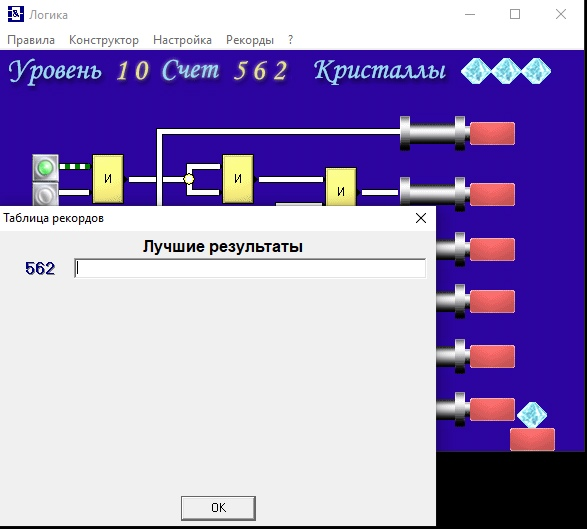 & Логика
Правила Конструктор Настройка Рекорды ?
Уровень 10 Счет 562 Кристаллы
И И И
Таблица рекордов
Лучшие результаты
562
OK